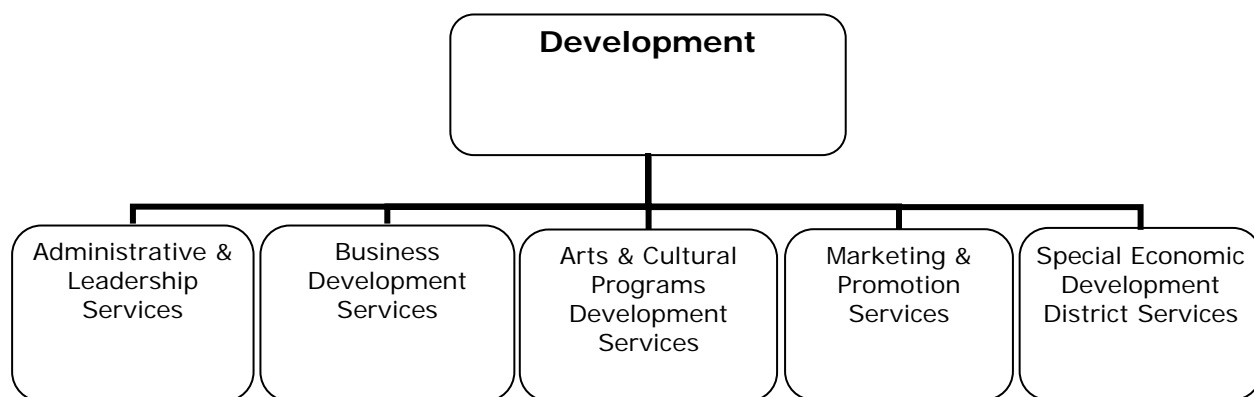 Development
Administrative &
Leadership
Services
Business
Development
Services
Arts & Cultural
Programs
Development
Services
Marketing &
Promotion
Services
Special Economic
Development
District Services